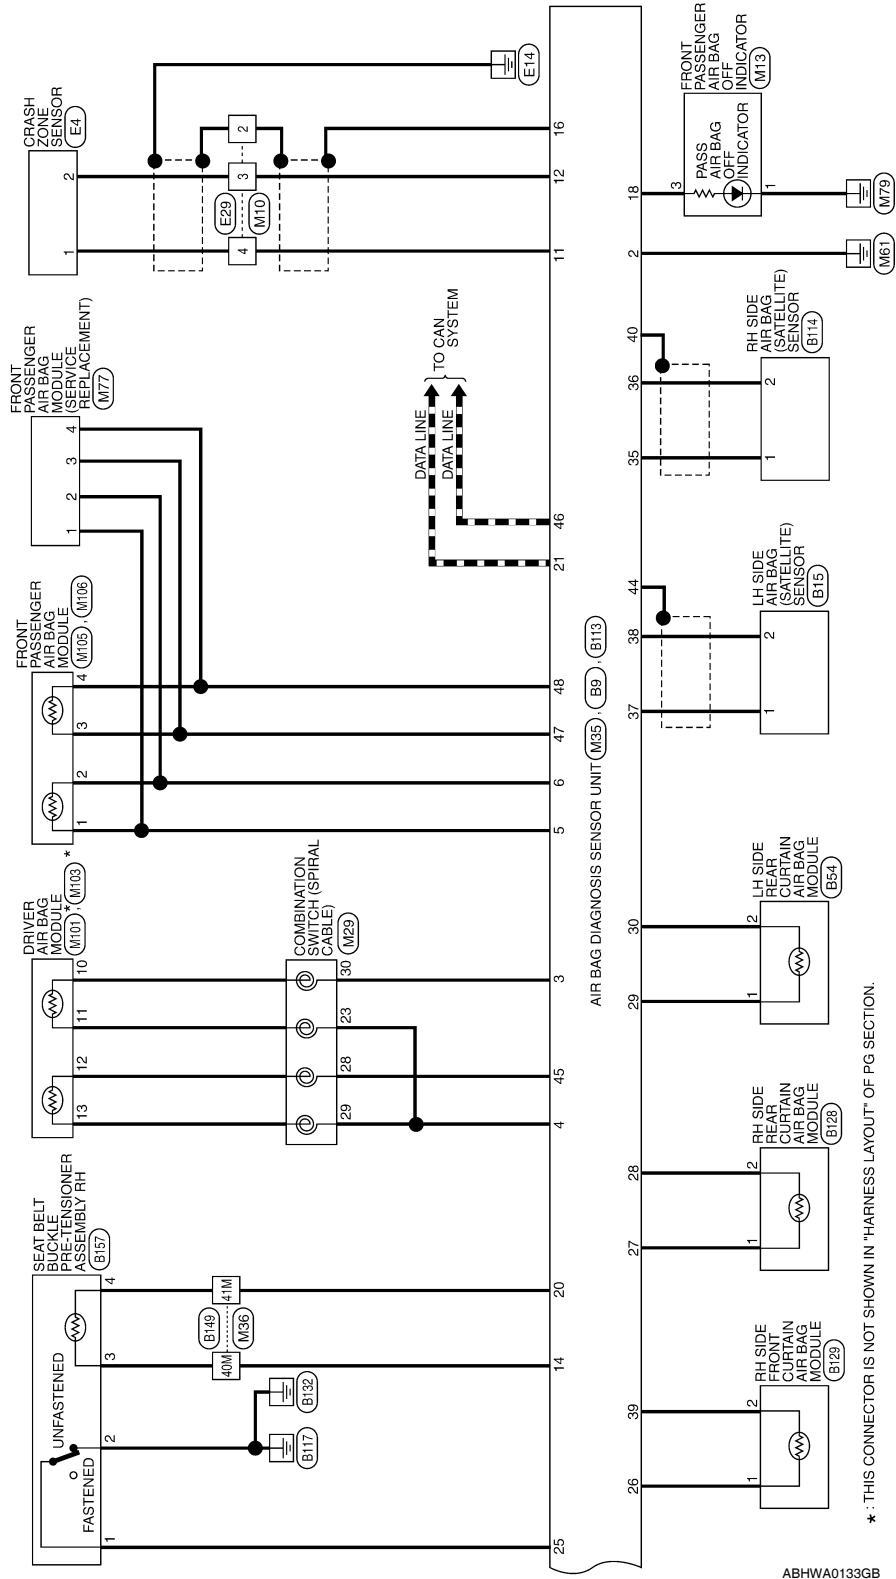 SEAT BELT
BUCKLE
PRE-TENSIONER
ASSEMBLY RH
B157
UNFASTENED
FASTENED
1
2
3
4
B149
M36
40M
41M
B117
B132
25
14
20
DRIVER
AIR BAG
MODULE *
M101 , M103 *
13
12
11
10
COMBINATION
SWITCH (SPIRAL
CABLE)
M29
29
28
23
30
4
45
3
FRONT
PASSENGER
AIR BAG
MODULE
M105 , M106
1
2
3
4
5
6
47
48
FRONT
PASSENGER
AIR BAG
MODULE
(SERVICE
REPLACEMENT)
M77
1
2
3
4
DATA LINE
DATA LINE
TO CAN
SYSTEM
21
46
CRASH
ZONE
SENSOR
E4
1
2
4
3
2
E29
M10
E14
11
12
16
AIR BAG DIAGNOSIS SENSOR UNIT M35 , B9 , B113
26
39
27
28
29
30
37
38
44
35
36
40
2
18
RH SIDE
FRONT
CURTAIN
AIR BAG
MODULE
B129
1
2
RH SIDE
REAR
CURTAIN
AIR BAG
MODULE
B128
1
2
LH SIDE
REAR
CURTAIN
AIR BAG
MODULE
B54
1
2
LH SIDE
AIR BAG
(SATELLITE)
SENSOR
B15
1
2
RH SIDE
AIR BAG
(SATELLITE)
SENSOR
B114
1
2
M61
FRONT
PASSENGER
AIR BAG
OFF
INDICATOR
M13
PASS
AIR BAG
OFF
INDICATOR
3
1
M79
* : THIS CONNECTOR IS NOT SHOWN IN "HARNESS LAYOUT" OF PG SECTION.
ABHWA0133GB